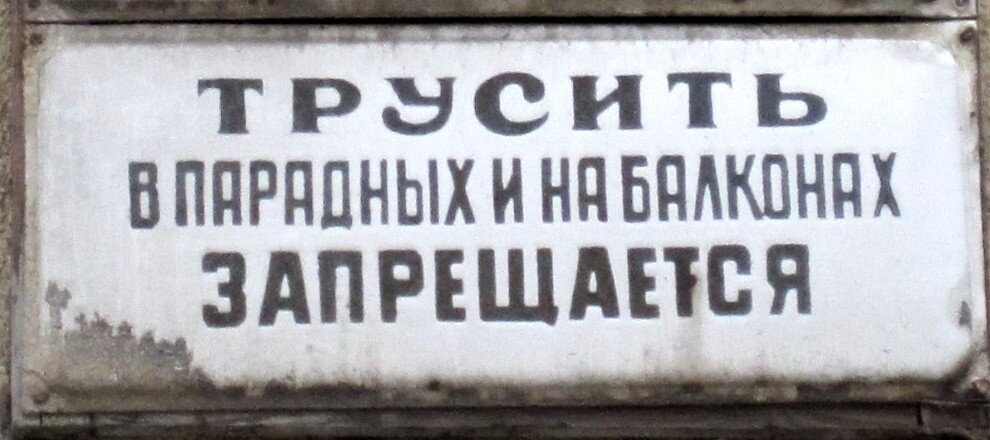 ТРУСИТЬ
В ПАРАДНЫХ И НА БАЛКОНАХ
ЗАПРЕЩАЕТСЯ